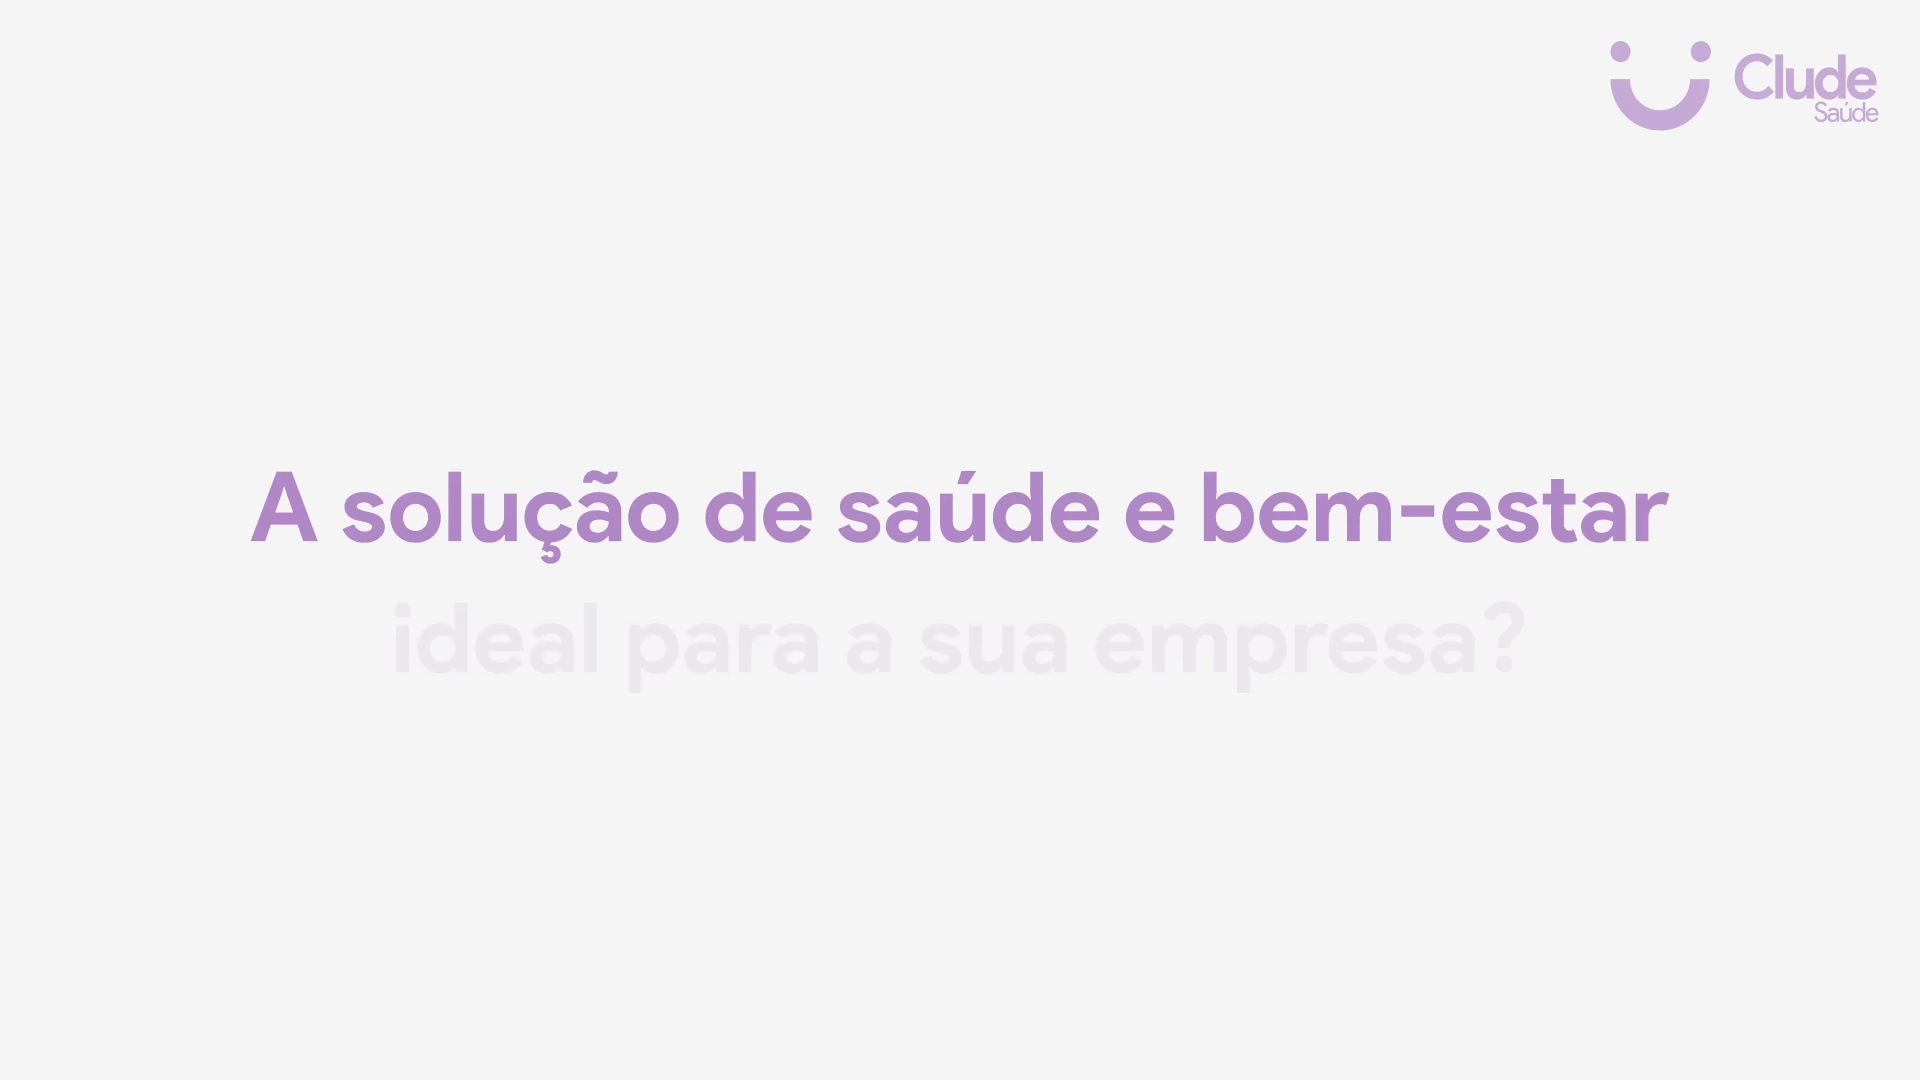 Clude
Saúde
A solução de saúde e bem-estar
ideal para a sua empresa?